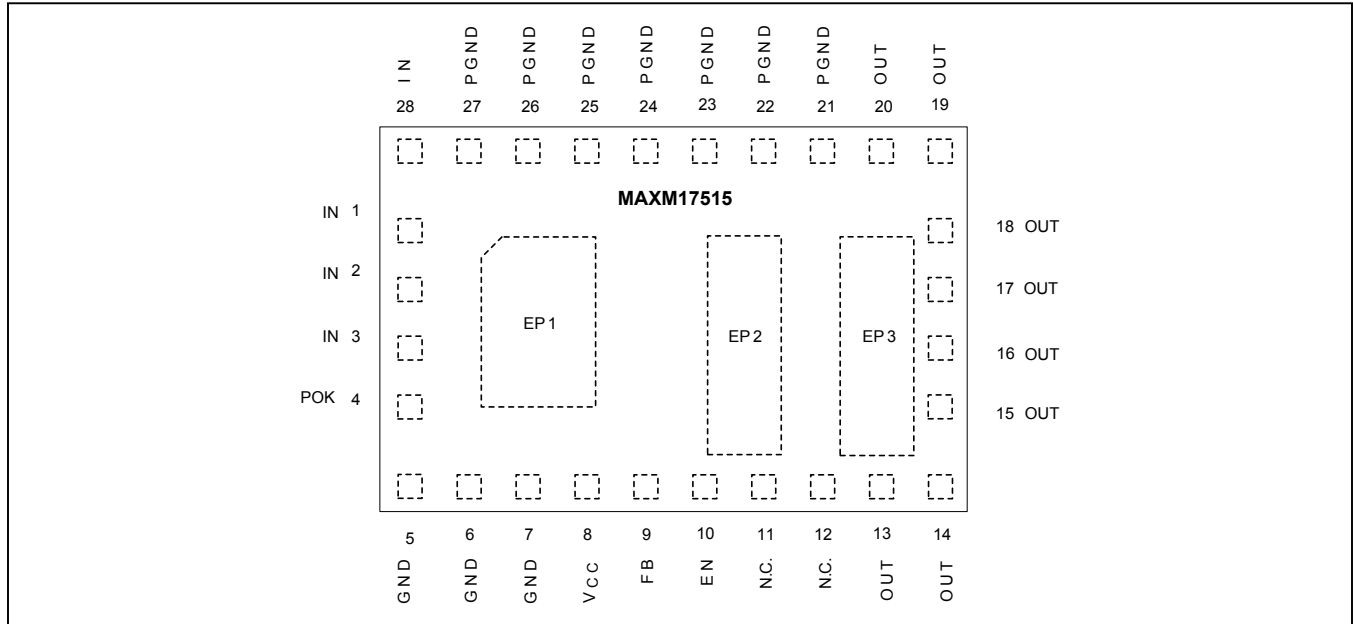 IN PGND PGND PGND PGND PGND PGND PGND OUT OUT
28 27 26 25 24 23 22 21 20 19
MAXM17515
IN 1
18 OUT
IN 2
17 OUT
IN 3
EP1 EP2 EP3
16 OUT
POK 4
15 OUT
5 6 7 8 9 10 11 12 13 14
GND GND GND VCC FB EN N.C. N.C. OUT OUT